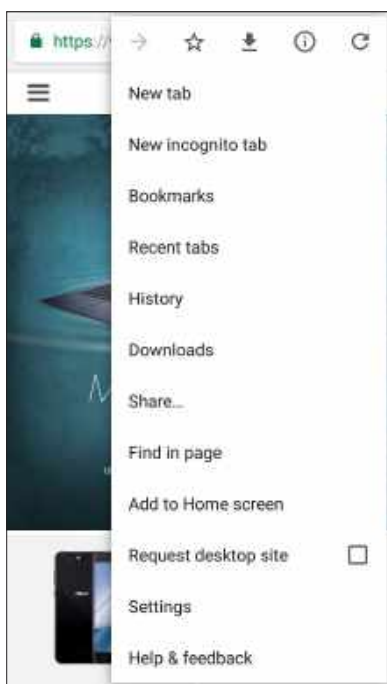 https://
New tab
New incognito tab
Bookmarks
Recent tabs
History
Downloads
Share...
Find in page
Add to Home screen
Request desktop site
Settings
Help & feedback